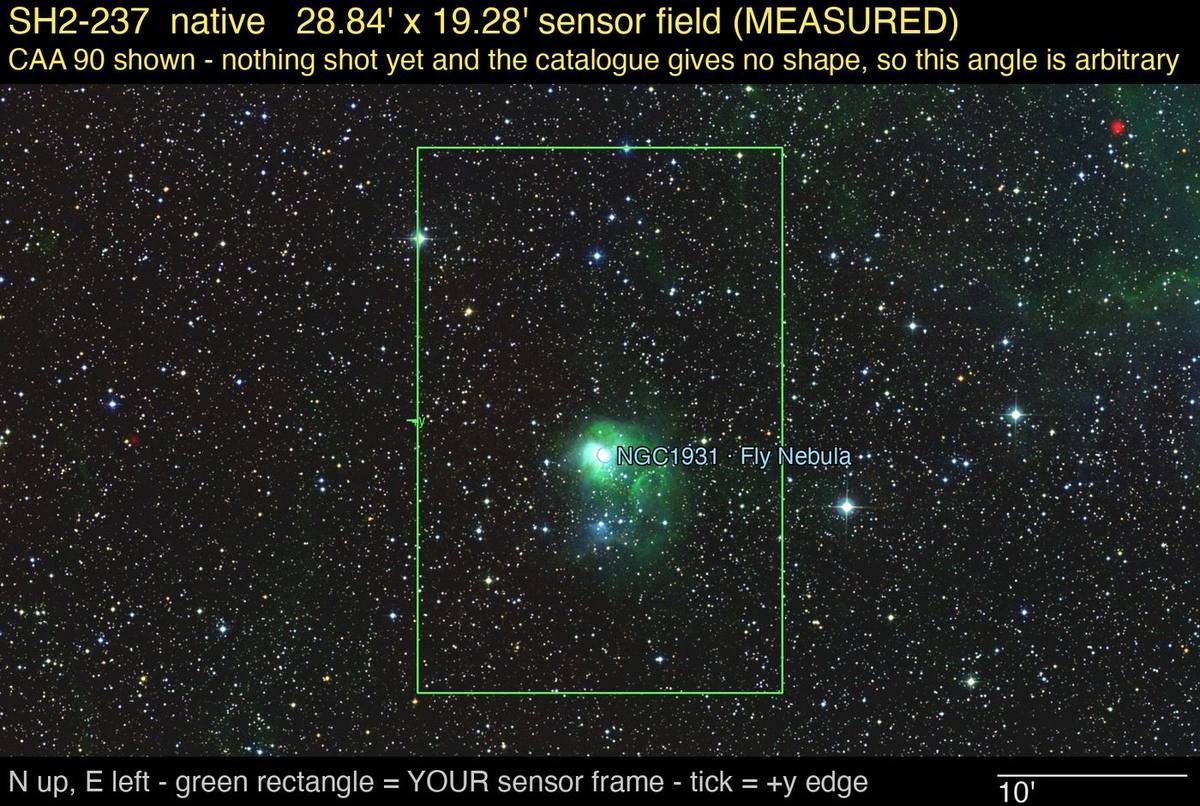 SH2-237 native 28.84' x 19.28' sensor field (MEASURED)
CAA 90 shown - nothing shot yet and the catalogue gives no shape, so this angle is arbitrary
+y
NGC1931 · Fly Nebula
N up, E left - green rectangle = YOUR sensor frame - tick = +y edge
10'